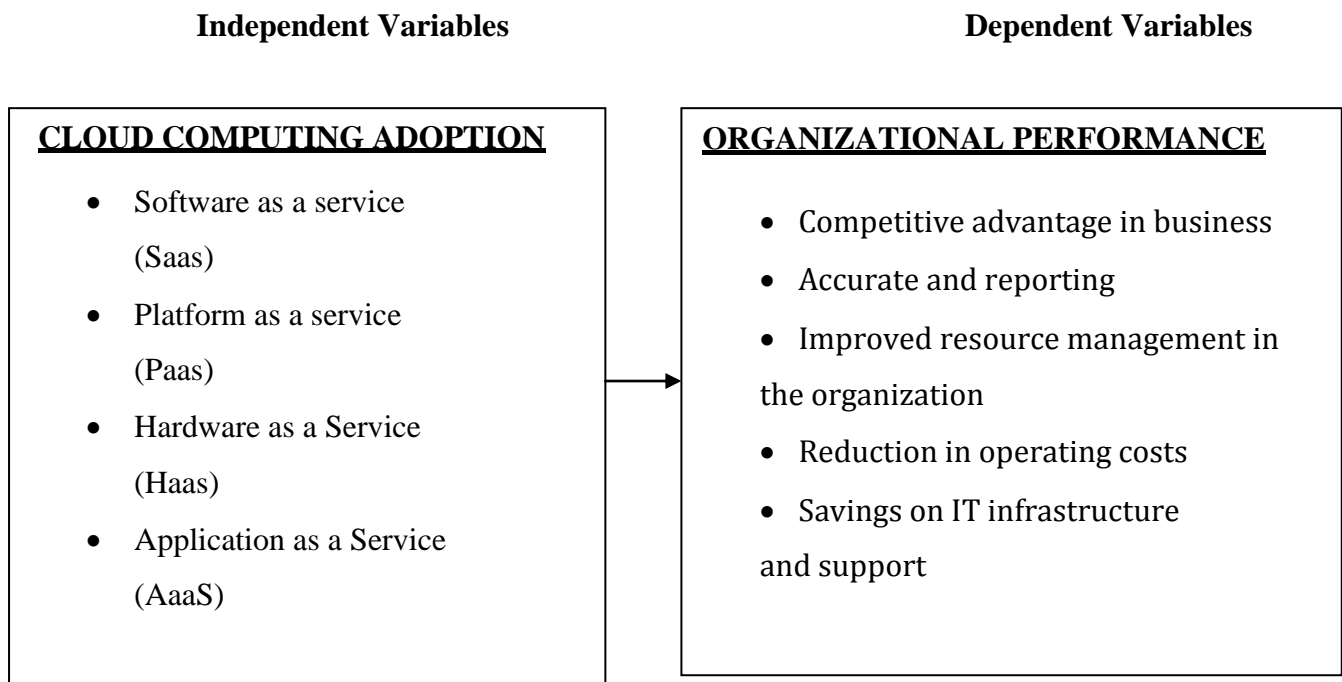 Independent Variables
Dependent Variables
CLOUD COMPUTING ADOPTION
• Software as a service
(Saas)
• Platform as a service
(Paas)
• Hardware as a Service
(Haas)
• Application as a Service
(AaaS)
ORGANIZATIONAL PERFORMANCE
• Competitive advantage in business
• Accurate and reporting
• Improved resource management in
the organization
• Reduction in operating costs
• Savings on IT infrastructure
and support